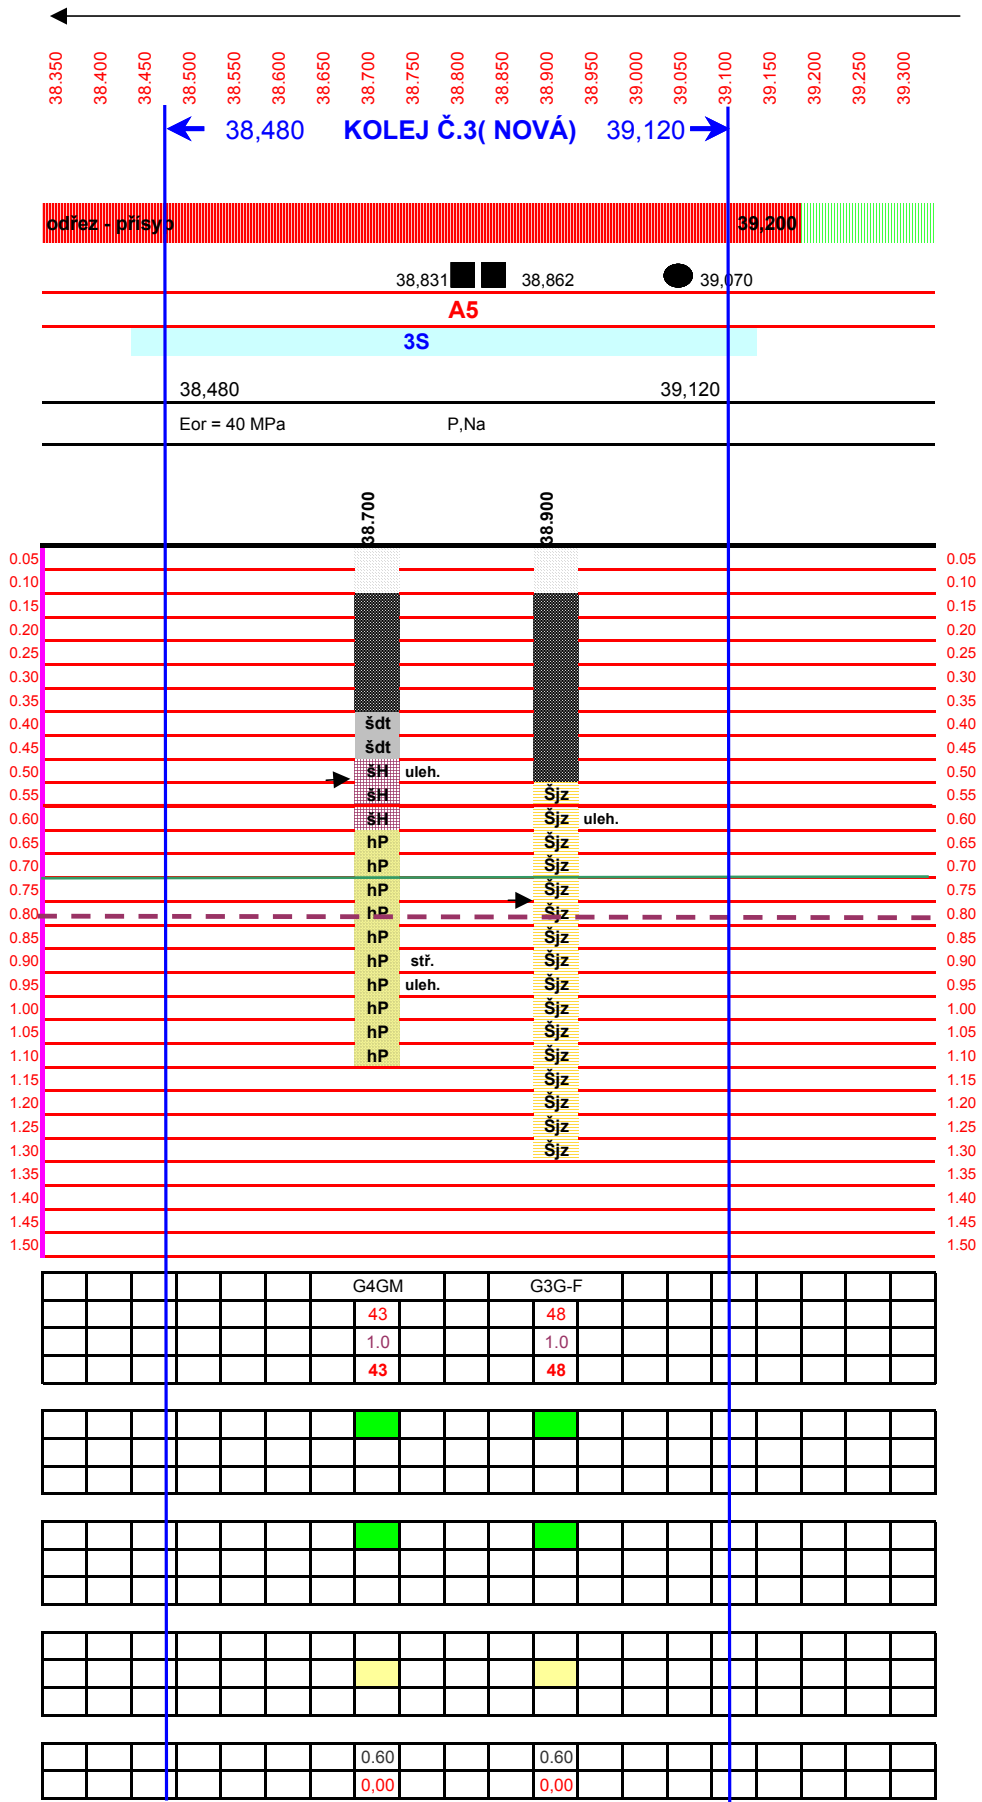 38.350 38.400 38.450 38.500 38.550 38.600 38.650 38.700 38.750 38.800 38.850 38.900 38.950 39.000 39.050 39.100 39.150 39.200 39.250 39.300
38,480 KOLEJ Č.3( NOVÁ) 39,120
odřez - přísyp 39,200
38,831 38,862 39,070
A5
3S
38,480 39,120
Eor = 40 MPa P,Na
38.700 38.900
0.05 0.05
0.10 0.10
0.15 0.15
0.20 0.20
0.25 0.25
0.30 0.30
0.35 0.35
0.40 šdt 0.40
0.45 šdt 0.45
0.50 šH uleh. 0.50
0.55 šH Šjz 0.55
0.60 šH Šjz uleh. 0.60
0.65 hP Šjz 0.65
0.70 hP Šjz 0.70
0.75 hP Šjz 0.75
0.80 hP Šjz 0.80
0.85 hP Šjz 0.85
0.90 hP stř. Šjz 0.90
0.95 hP uleh. Šjz 0.95
1.00 hP Šjz 1.00
1.05 hP Šjz 1.05
1.10 hP Šjz 1.10
1.15 Šjz 1.15
1.20 Šjz 1.20
1.25 Šjz 1.25
1.30 Šjz 1.30
1.35 1.35
1.40 1.40
1.45 1.45
1.50 1.50
G4GM G3G-F
43 48
1.0 1.0
43 48
0.60 0.60
0,00 0,00